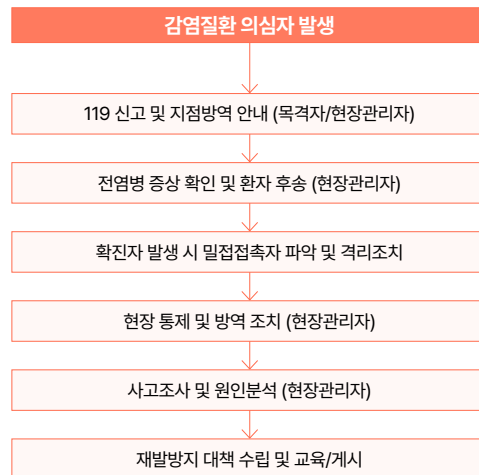 감염질환 의심자 발생
119 신고 및 지점방역 안내 (목격자/현장관리자)
전염병 증상 확인 및 환자 후송 (현장관리자)
확진자 발생 시 밀접접촉자 파악 및 격리조치
현장 통제 및 방역 조치 (현장관리자)
사고조사 및 원인분석 (현장관리자)
재발방지 대책 수립 및 교육/게시